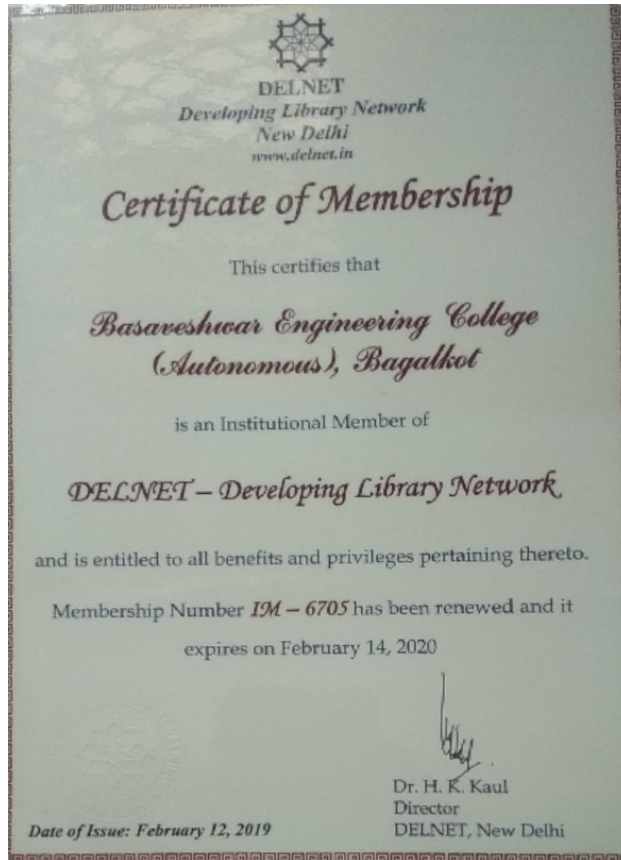 DELNET
Developing Library Network
New Delhi
www.delnet.in
Certificate of Membership
This certifies that
Basaveshwar Engineering College
(Autonomous), Bagalkot
is an Institutional Member of
DELNET – Developing Library Network
and is entitled to all benefits and privileges pertaining thereto.
Membership Number IM – 6705 has been renewed and it
expires on February 14, 2020
Dr. H. K. Kaul
Director
DELNET, New Delhi
Date of Issue: February 12, 2019